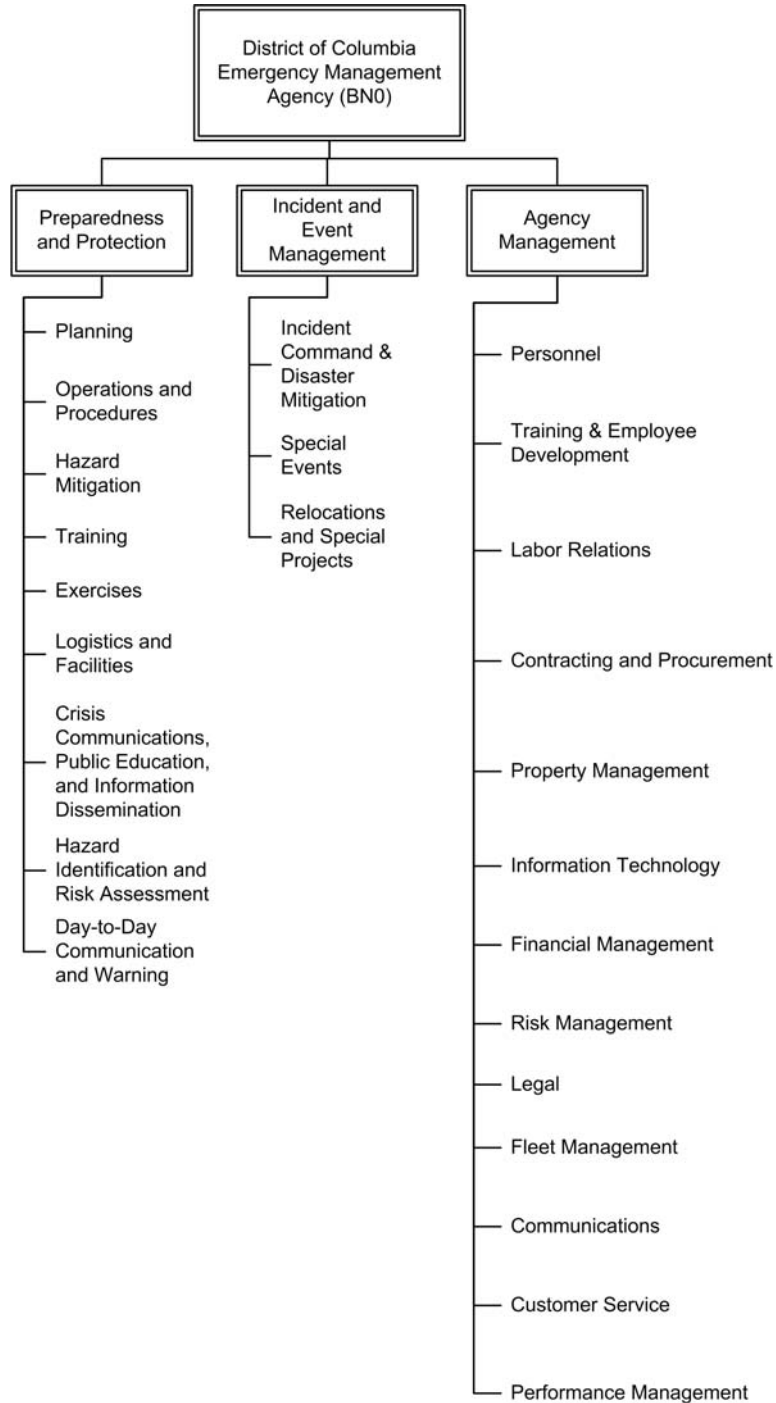 District of Columbia
Emergency Management
Agency (BN0)
Preparedness
and Protection
Planning
Operations and
Procedures
Hazard
Mitigation
Training
Exercises
Logistics and
Facilities
Crisis
Communications,
Public Education,
and Information
Dissemination
Hazard
Identification and
Risk Assessment
Day-to-Day
Communication
and Warning
Incident and
Event
Management
Incident
Command &
Disaster
Mitigation
Special
Events
Relocations
and Special
Projects
Agency
Management
Personnel
Training & Employee
Development
Labor Relations
Contracting and Procurement
Property Management
Information Technology
Financial Management
Risk Management
Legal
Fleet Management
Communications
Customer Service
Performance Management